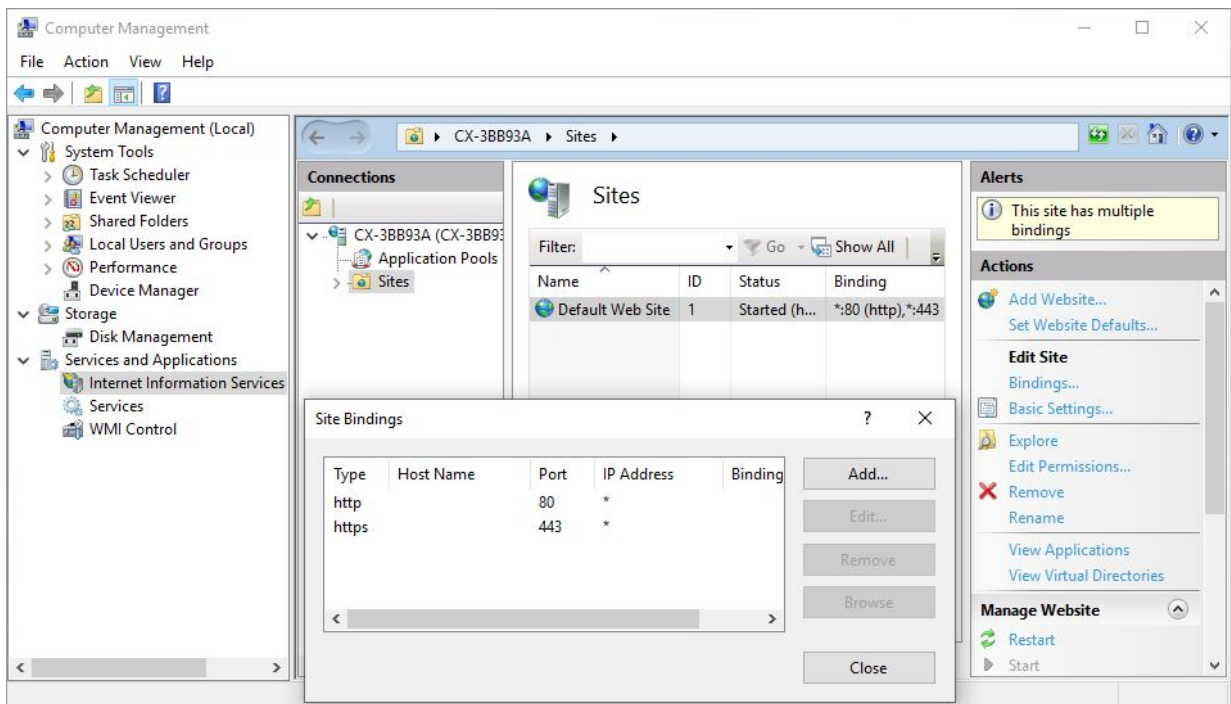 Computer Management
File Action View Help
Computer Management (Local)
System Tools
Task Scheduler
Event Viewer
Shared Folders
Local Users and Groups
Performance
Device Manager
Storage
Disk Management
Services and Applications
Internet Information Services
Services
WMI Control
CX-3BB93A Sites
Connections
CX-3BB93A (CX-3BB93
Application Pools
Sites
Sites
Filter: Go Show All
Name ID Status Binding
Default Web Site 1 Started (h... *:80 (http),*:443
Alerts
This site has multiple
bindings
Actions
Add Website...
Set Website Defaults...
Edit Site
Bindings...
Basic Settings...
Explore
Edit Permissions...
Remove
Rename
View Applications
View Virtual Directories
Manage Website
Restart
Start
Site Bindings ?
Type Host Name Port IP Address Binding
http 80 *
https 443 *
Add...
Edit...
Remove
Browse
Close